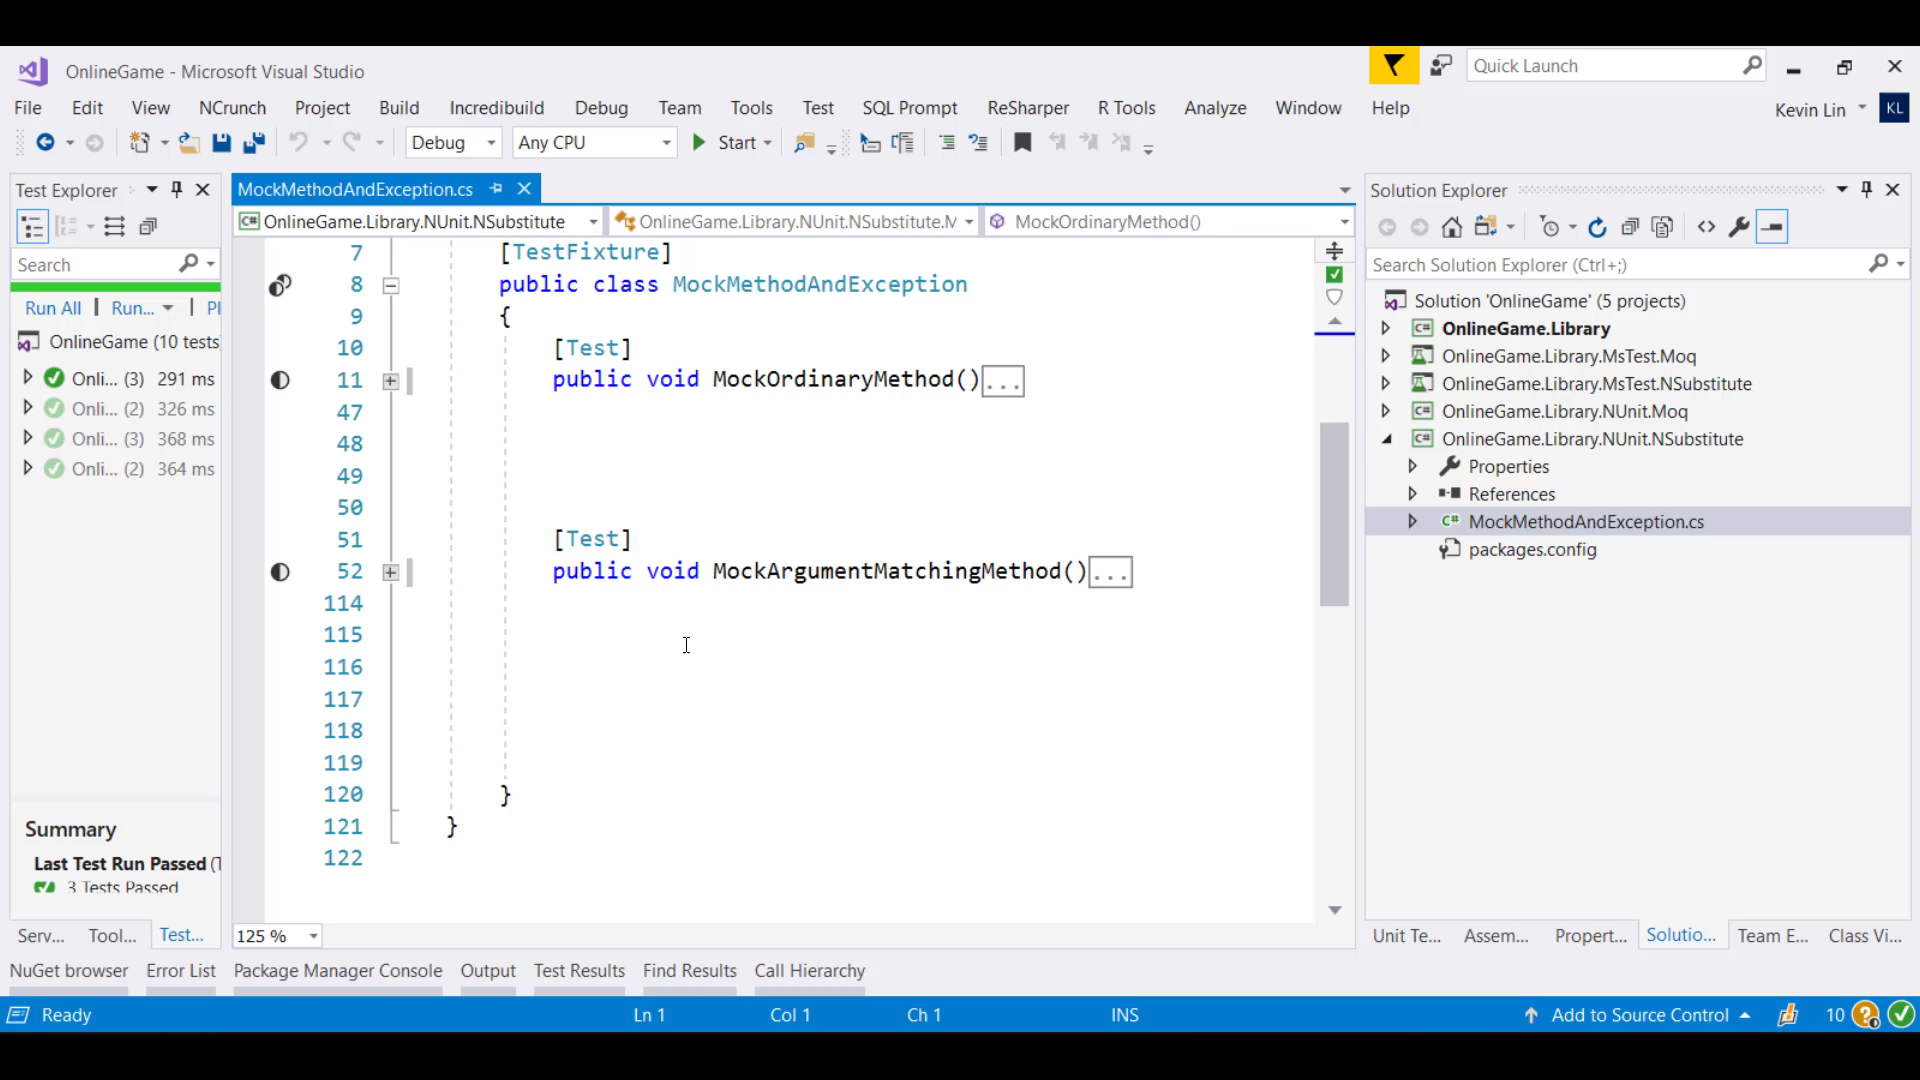 OnlineGame - Microsoft Visual Studio
Quick Launch
File Edit View NCrunch Project Build Incredibuild Debug Team Tools Test SQL Prompt ReSharper R Tools Analyze Window Help
Kevin Lin KL
Debug Any CPU Start
Test Explorer
Search
Run All | Run... | Pl
OnlineGame (10 tests
Onli... (3) 291 ms
Onli... (2) 326 ms
Onli... (3) 368 ms
Onli... (2) 364 ms
Summary
Last Test Run Passed (T
3 Tests Passed
Serv... Tool... Test...
MockMethodAndException.cs
C# OnlineGame.Library.NUnit.NSubstitute OnlineGame.Library.NUnit.NSubstitute.M MockOrdinaryMethod()
7 [TestFixture]
8 public class MockMethodAndException
9 {
10 [Test]
11 public void MockOrdinaryMethod()...
47
48
49
50
51 [Test]
52 public void MockArgumentMatchingMethod()...
114
115
116
117
118
119
120 }
121 }
122
125 %
Solution Explorer
Search Solution Explorer (Ctrl+;)
Solution 'OnlineGame' (5 projects)
C# OnlineGame.Library
OnlineGame.Library.MsTest.Moq
OnlineGame.Library.MsTest.NSubstitute
C# OnlineGame.Library.NUnit.Moq
C# OnlineGame.Library.NUnit.NSubstitute
Properties
References
C# MockMethodAndException.cs
packages.config
Unit Te... Assem... Propert... Solutio... Team E... Class Vi...
NuGet browser Error List Package Manager Console Output Test Results Find Results Call Hierarchy
Ready Ln 1 Col 1 Ch 1 INS Add to Source Control 10